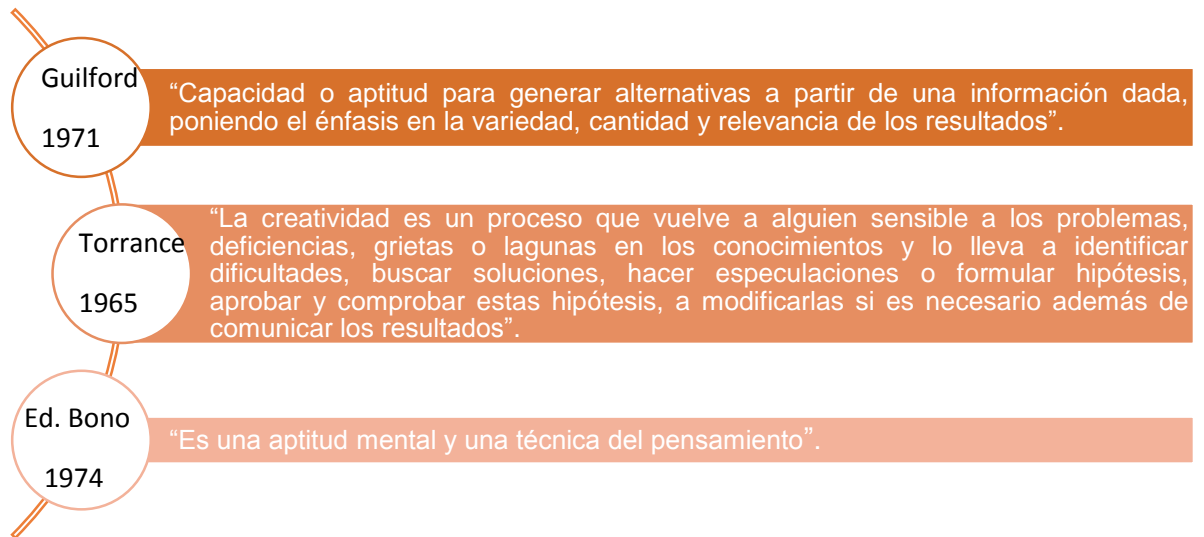 Guilford
1971
“Capacidad o aptitud para generar alternativas a partir de una información dada,
poniendo el énfasis en la variedad, cantidad y relevancia de los resultados”.
Torrance
1965
“La creatividad es un proceso que vuelve a alguien sensible a los problemas,
deficiencias, grietas o lagunas en los conocimientos y lo lleva a identificar
dificultades, buscar soluciones, hacer especulaciones o formular hipótesis,
aprobar y comprobar estas hipótesis, a modificarlas si es necesario además de
comunicar los resultados”.
Ed. Bono
1974
“Es una aptitud mental y una técnica del pensamiento”.